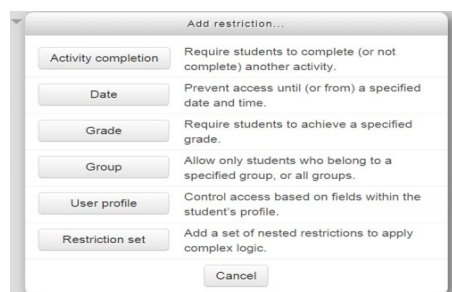 Add restriction...
Activity completion
Require students to complete (or not
complete) another activity.
Date
Prevent access until (or from) a specified
date and time.
Grade
Require students to achieve a specified
grade.
Group
Allow only students who belong to a
specified group, or all groups.
User profile
Control access based on fields within the
student's profile.
Restriction set
Add a set of nested restrictions to apply
complex logic.
Cancel